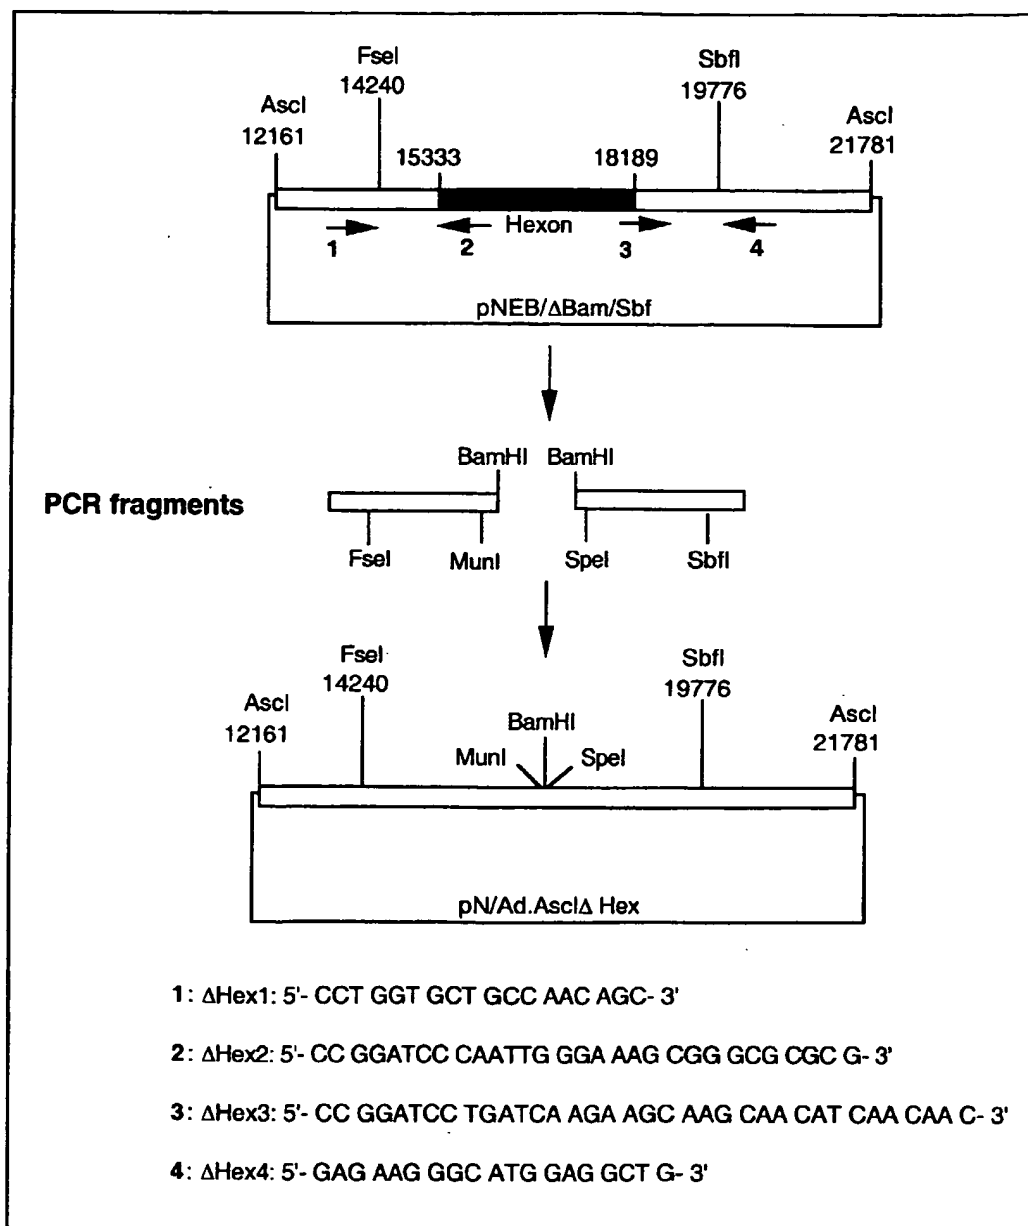 FseI
14240
SbfI
19776
AscI
12161
AscI
21781
15333
18189
Hexon
1
2
3
4
pNEB/ΔBam/Sbf
BamHI BamHI
PCR fragments
FseI MunI SpeI SbfI
FseI
14240
SbfI
19776
AscI
12161
BamHI
AscI
21781
MunI SpeI
pN/Ad.AscIΔ Hex
1: ΔHex1: 5'- CCT GGT GCT GCC AAC AGC- 3'
2: ΔHex2: 5'- CC GGATCC CAATTG GGA AAG CGG GCG CGC G- 3'
3: ΔHex3: 5'- CC GGATCC TGATCA AGA AGC AAG CAA CAT CAA CAA C- 3'
4: ΔHex4: 5'- GAG AAG GGC ATG GAG GCT G- 3'